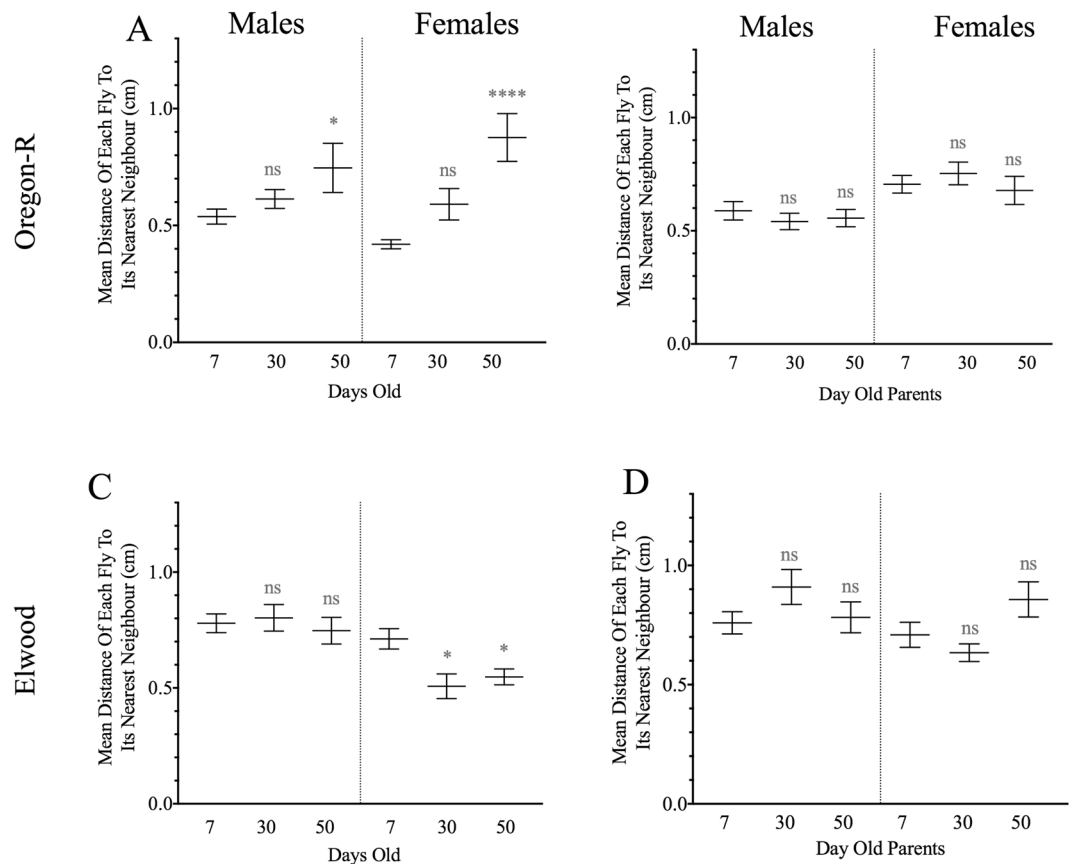 A
Males
Females
Males
Females
Oregon-R
Mean Distance Of Each Fly To
Its Nearest Neighbour (cm)
1.0
0.5
0.0
ns
*
ns
****
7
30
50
7
30
50
Days Old
Mean Distance Of Each Fly To
Its Nearest Neighbour (cm)
1.0
0.5
0.0
ns
ns
ns
ns
7
30
50
7
30
50
Day Old Parents
Elwood
C
Mean Distance Of Each Fly To
Its Nearest Neighbour (cm)
1.0
0.5
0.0
ns
ns
*
*
7
30
50
7
30
50
Days Old
D
Mean Distance Of Each Fly To
Its Nearest Neighbour (cm)
1.0
0.5
0.0
ns
ns
ns
ns
7
30
50
7
30
50
Day Old Parents